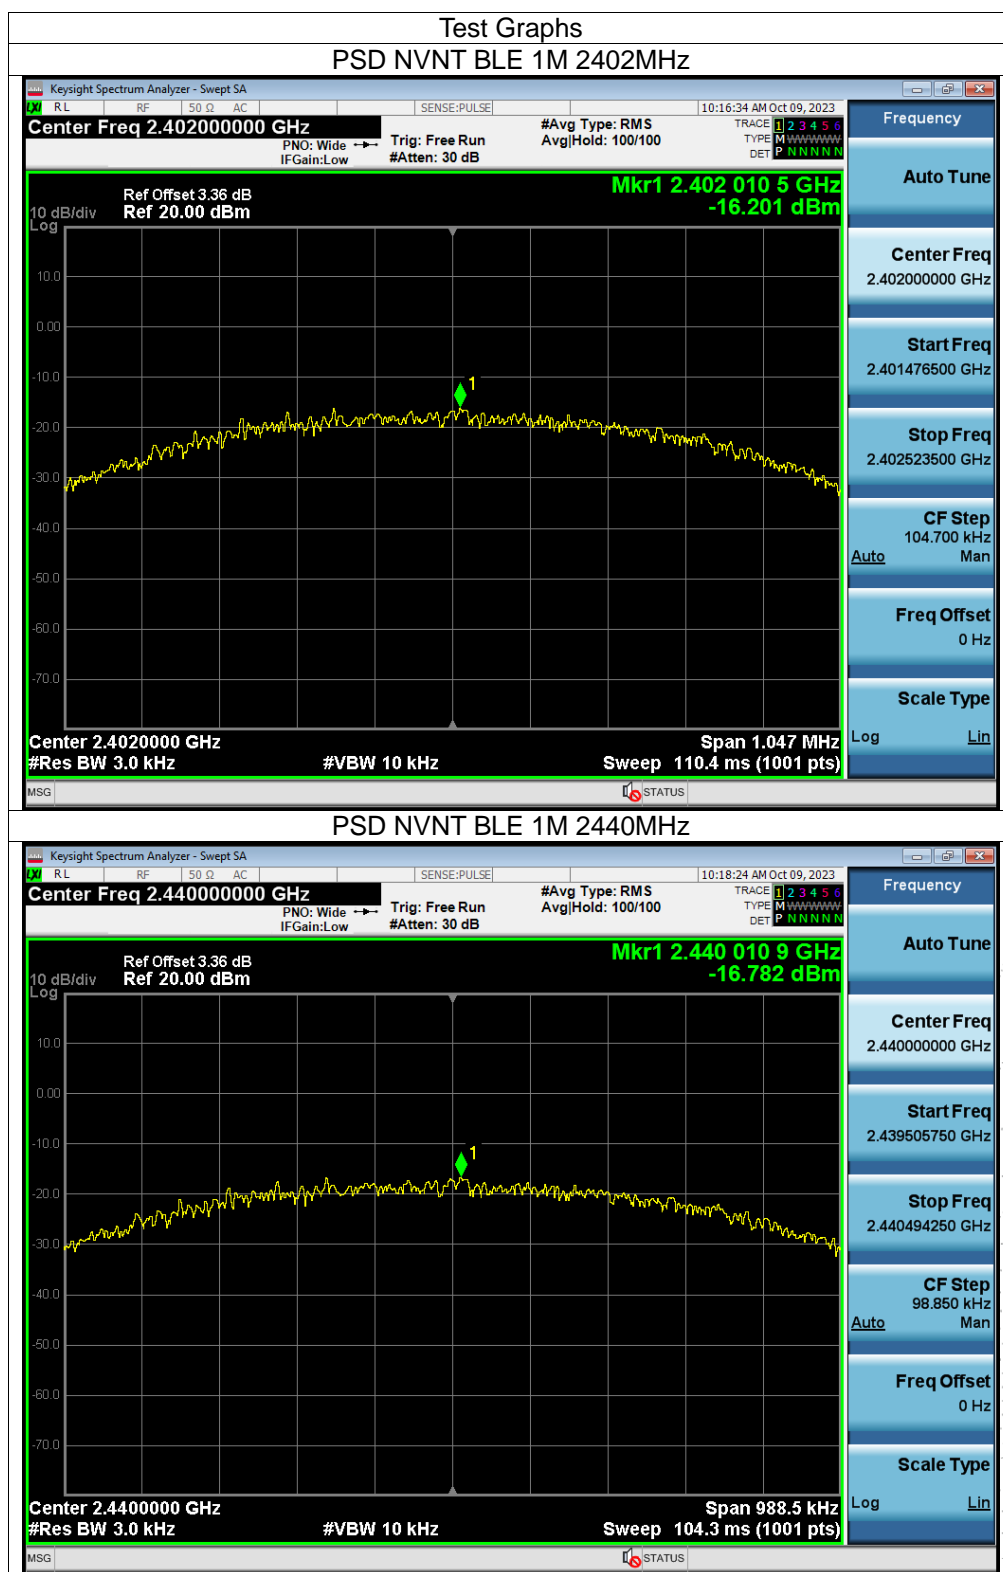 Test Graphs
PSD NVNT BLE 1M 2402MHz
Keysight Spectrum Analyzer - Swept SA
LXI RL RF 50 Ω AC SENSE:PULSE 10:16:34 AM Oct 09, 2023
Center Freq 2.402000000 GHz
PNO: Wide
IFGain:Low
Trig: Free Run
#Atten: 30 dB
#Avg Type: RMS
Avg|Hold: 100/100
TRACE 1 2 3 4 5 6
TYPE M WWWWW
DET P N N N N N
Mkr1 2.402 010 5 GHz
-16.201 dBm
Ref Offset 3.36 dB
10 dB/div Ref 20.00 dBm
Log
10.0
0.00
-10.0
1
-20.0
-30.0
-40.0
-50.0
-60.0
-70.0
Center 2.4020000 GHz Span 1.047 MHz
#Res BW 3.0 kHz #VBW 10 kHz Sweep 110.4 ms (1001 pts)
MSG STATUS
Frequency
Auto Tune
Center Freq
2.402000000 GHz
Start Freq
2.401476500 GHz
Stop Freq
2.402523500 GHz
CF Step
104.700 kHz
Auto Man
Freq Offset
0 Hz
Scale Type
Log Lin
PSD NVNT BLE 1M 2440MHz
Keysight Spectrum Analyzer - Swept SA
LXI RL RF 50 Ω AC SENSE:PULSE 10:18:24 AM Oct 09, 2023
Center Freq 2.440000000 GHz
PNO: Wide
IFGain:Low
Trig: Free Run
#Atten: 30 dB
#Avg Type: RMS
Avg|Hold: 100/100
TRACE 1 2 3 4 5 6
TYPE M WWWWW
DET P N N N N N
Mkr1 2.440 010 9 GHz
-16.782 dBm
Ref Offset 3.36 dB
10 dB/div Ref 20.00 dBm
Log
10.0
0.00
-10.0
1
-20.0
-30.0
-40.0
-50.0
-60.0
-70.0
Center 2.4400000 GHz Span 988.5 kHz
#Res BW 3.0 kHz #VBW 10 kHz Sweep 104.3 ms (1001 pts)
MSG STATUS
Frequency
Auto Tune
Center Freq
2.440000000 GHz
Start Freq
2.439505750 GHz
Stop Freq
2.440494250 GHz
CF Step
98.850 kHz
Auto Man
Freq Offset
0 Hz
Scale Type
Log Lin